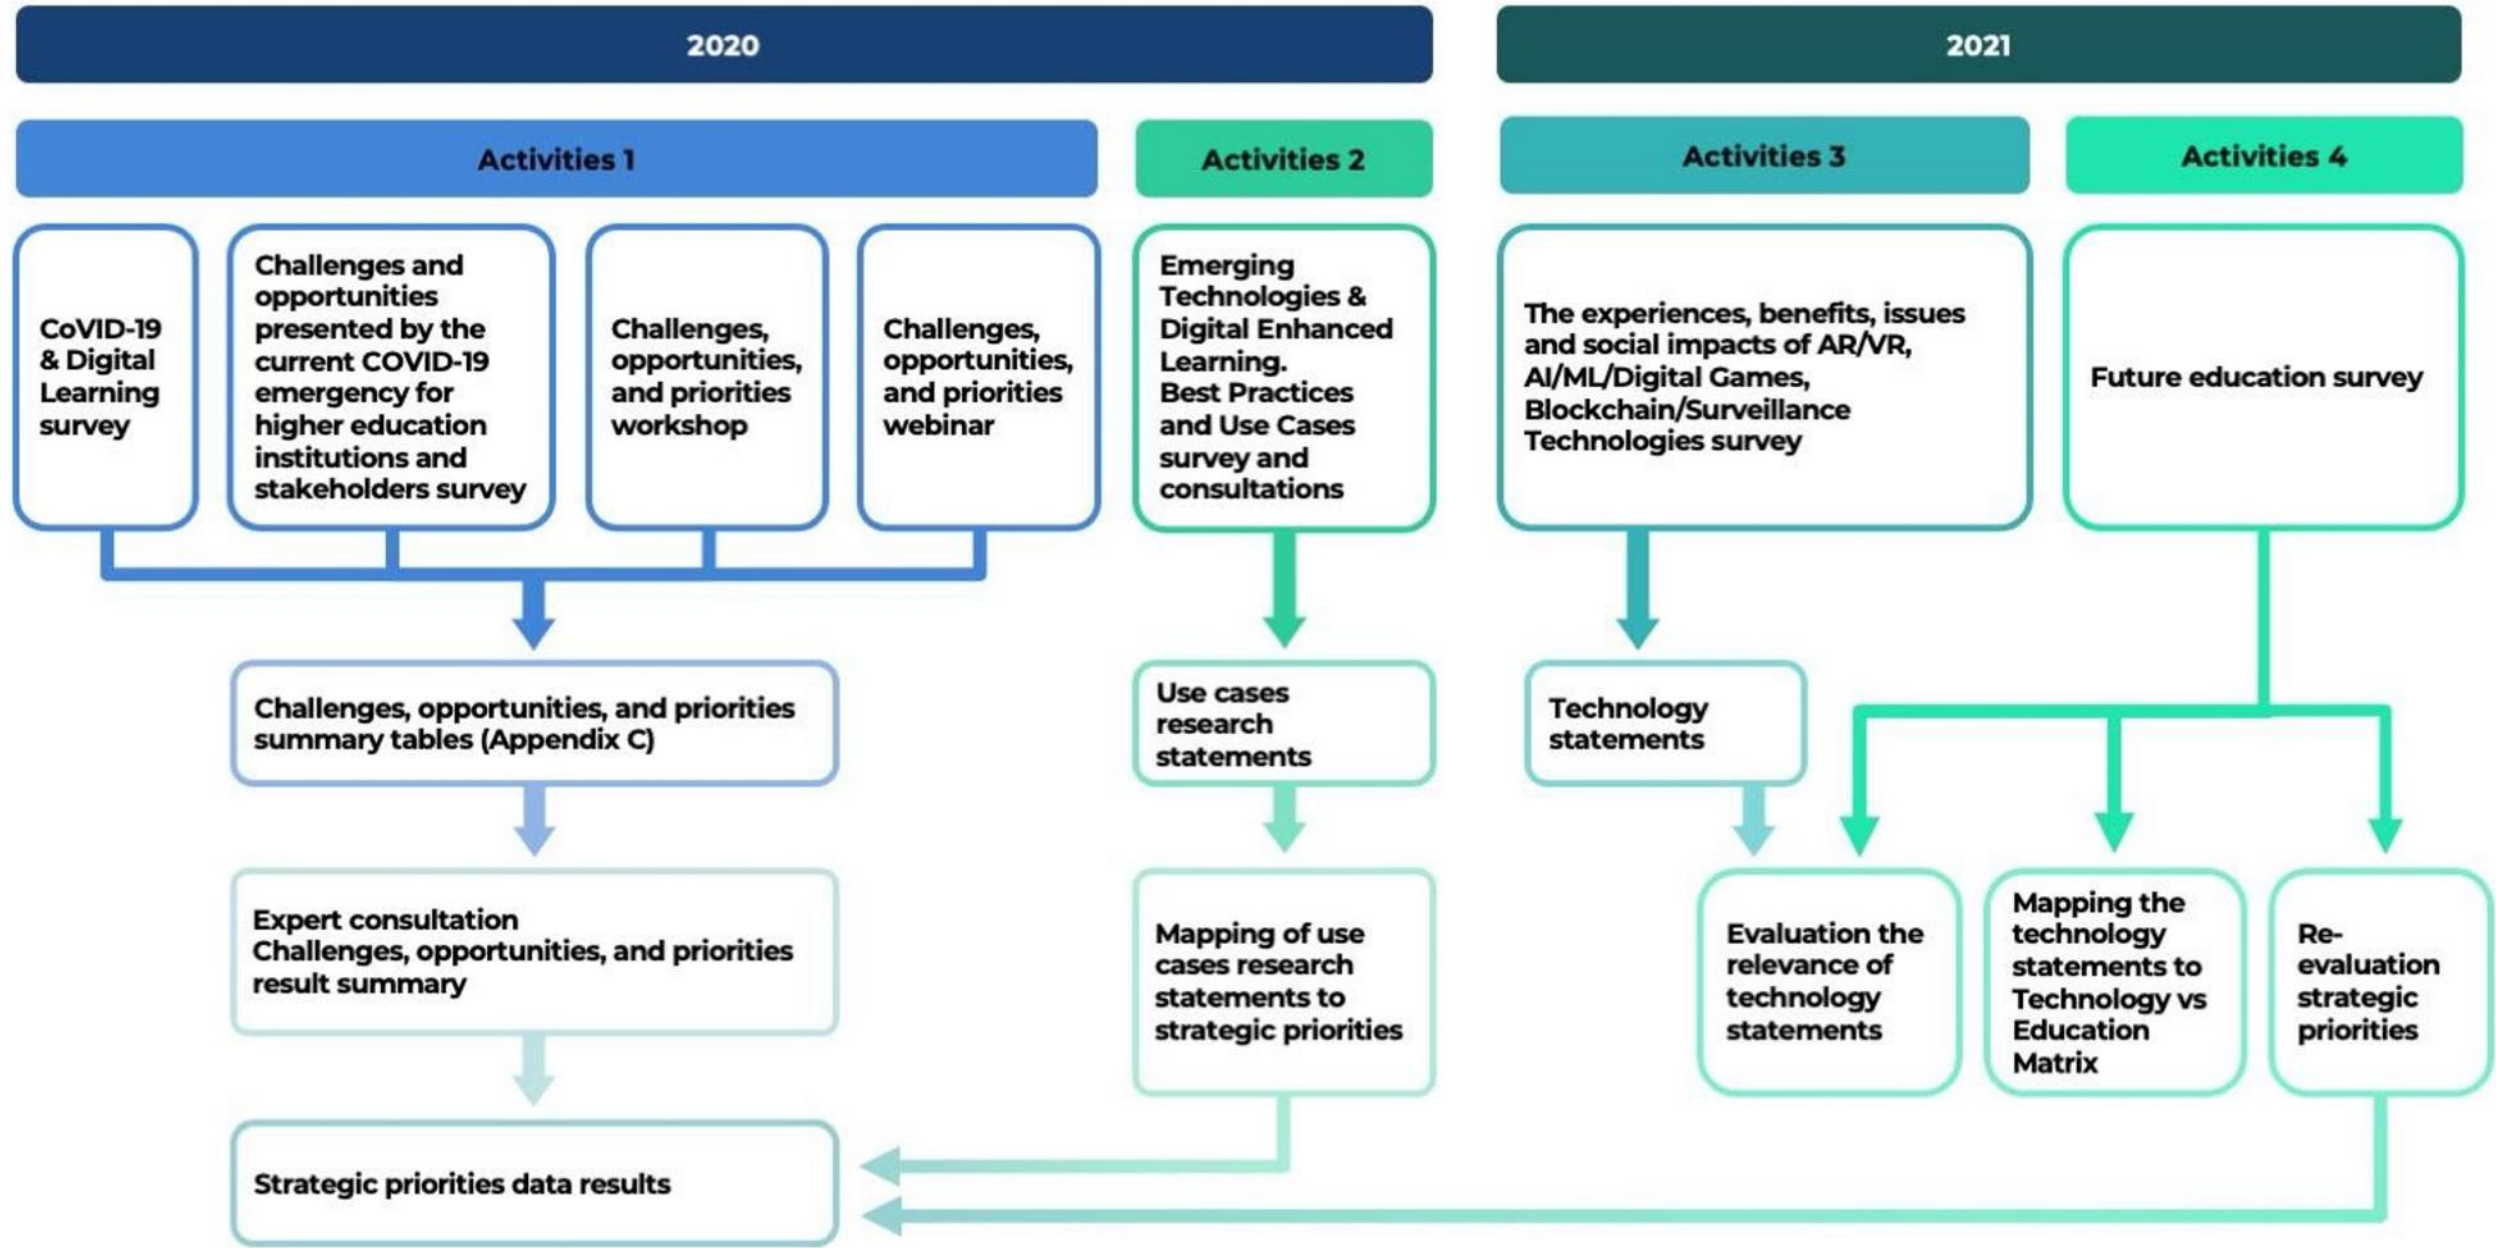 2020
2021
Activities 1
Activities 2
Activities 3
Activities 4
CoVID-19
& Digital
Learning
survey
Challenges and
opportunities
presented by the
current COVID-19
emergency for
higher education
institutions and
stakeholders survey
Challenges,
opportunities,
and priorities
workshop
Challenges,
opportunities,
and priorities
webinar
Emerging
Technologies &
Digital Enhanced
Learning.
Best Practices
and Use Cases
survey and
consultations
The experiences, benefits, issues
and social impacts of AR/VR,
AI/ML/Digital Games,
Blockchain/Surveillance
Technologies survey
Future education survey
Challenges, opportunities, and priorities
summary tables (Appendix C)
Use cases
research
statements
Technology
statements
Expert consultation
Challenges, opportunities, and priorities
result summary
Mapping of use
cases research
statements to
strategic priorities
Evaluation the
relevance of
technology
statements
Mapping the
technology
statements to
Technology vs
Education
Matrix
Re-
evaluation
strategic
priorities
Strategic priorities data results